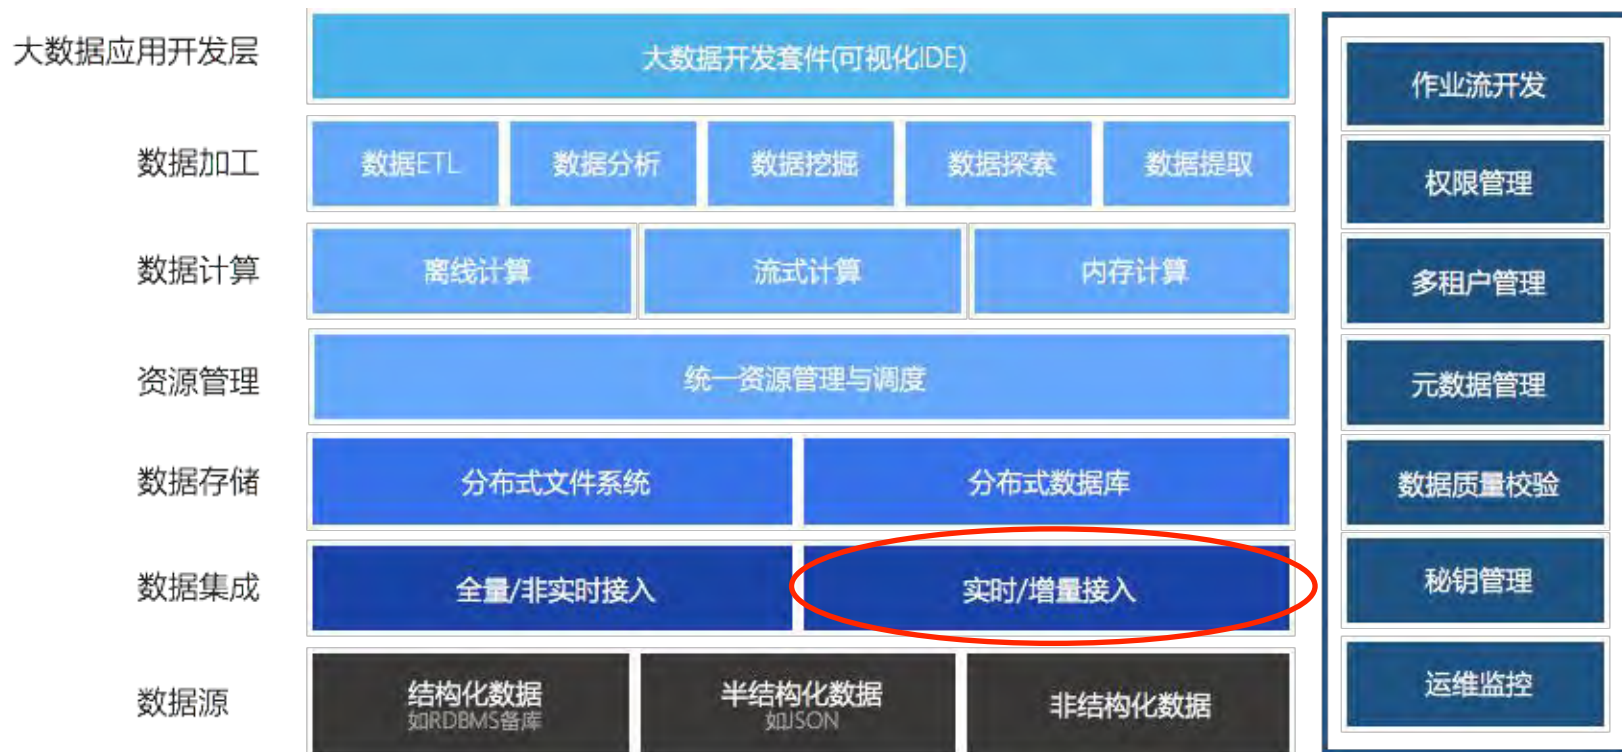 大数据应用开发层
大数据开发套件(可视化IDE)
数据加工
数据ETL
数据分析
数据挖掘
数据探索
数据提取
数据计算
离线计算
流式计算
内存计算
资源管理
统一资源管理与调度
数据存储
分布式文件系统
分布式数据库
数据集成
全量/非实时接入
实时/增量接入
数据源
结构化数据
如RDBMS备库
半结构化数据
如JSON
非结构化数据
作业流开发
权限管理
多租户管理
元数据管理
数据质量校验
秘钥管理
运维监控